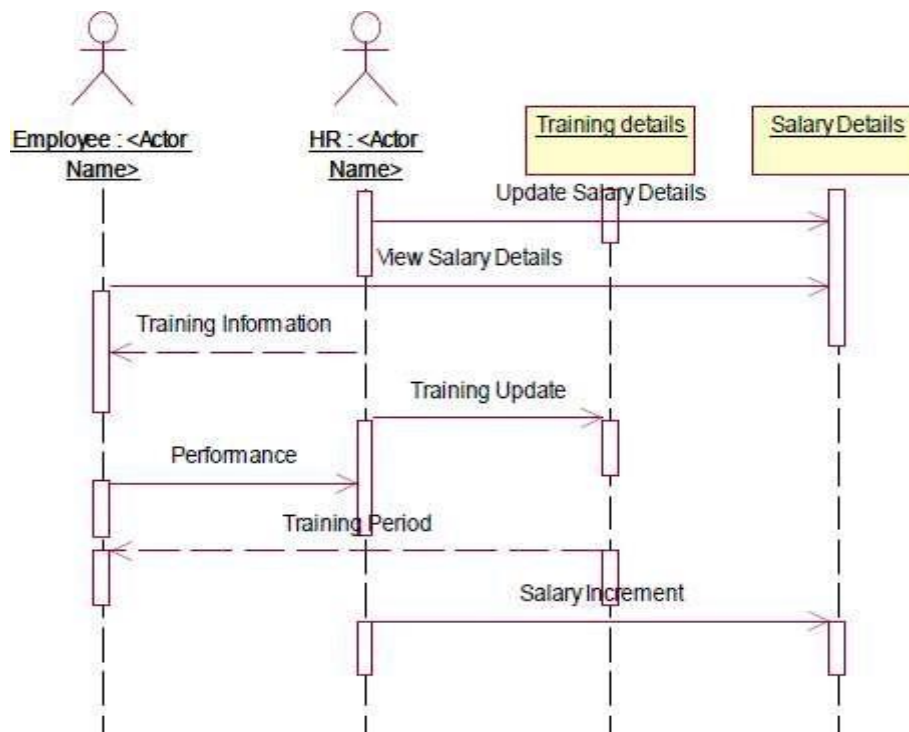 Employee : <Actor
Name>
HR : <Actor
Name>
Training details
Salary Details
Update Salary Details
View Salary Details
Training Information
Training Update
Performance
Training Period
Salary Increment